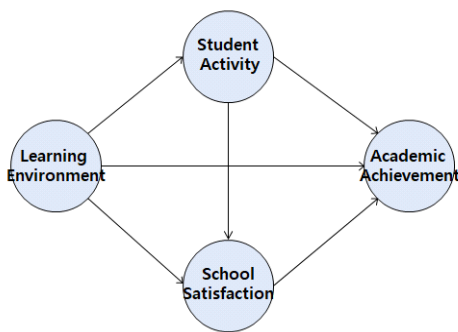 Student
Activity
Learning
Environment
Academic
Achievement
School
Satisfaction